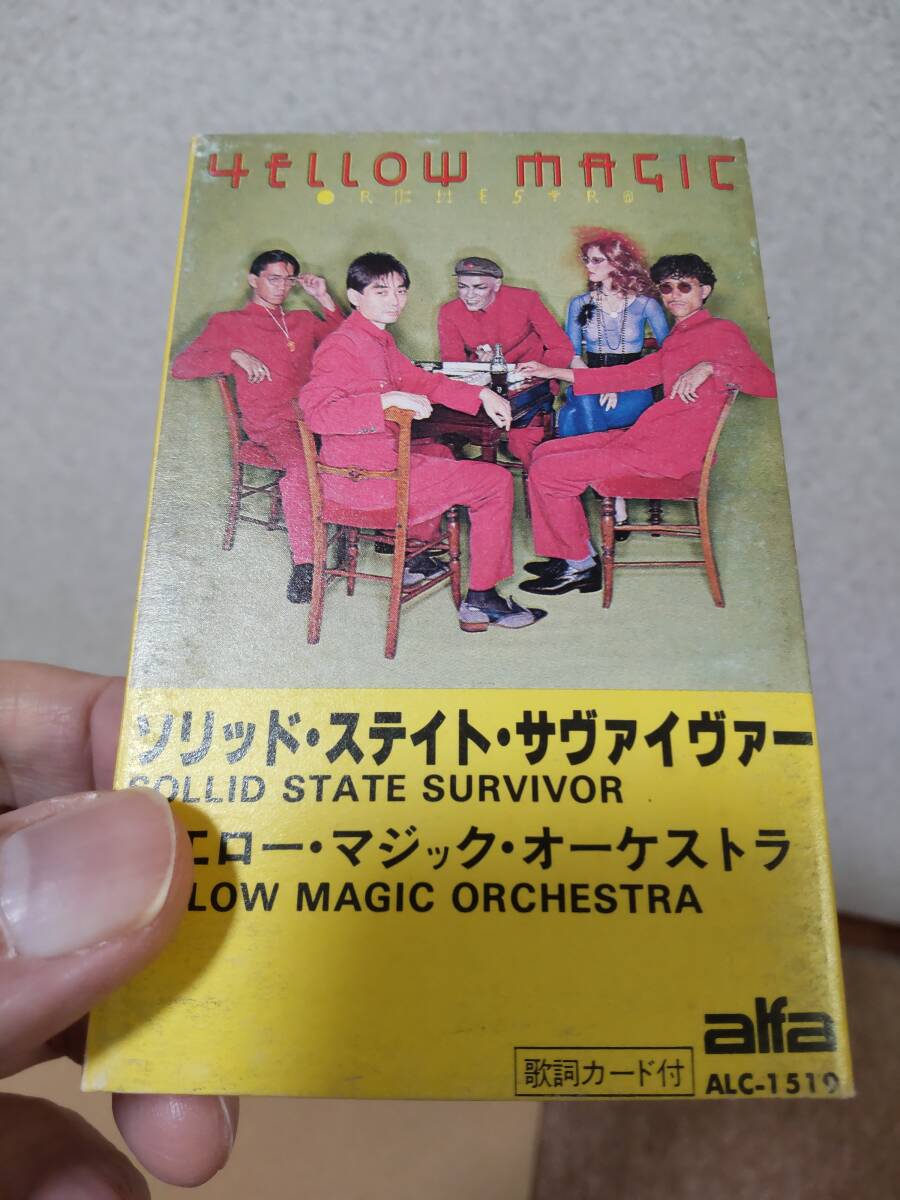 YELLOW MAGIC
ORCHESTRA
ソリッド・ステイト・サヴァイヴァー
SOLLID STATE SURVIVOR
エロー・マジック・オーケストラ
LOW MAGIC ORCHESTRA
alfa
歌詞カード付
ALC-1519